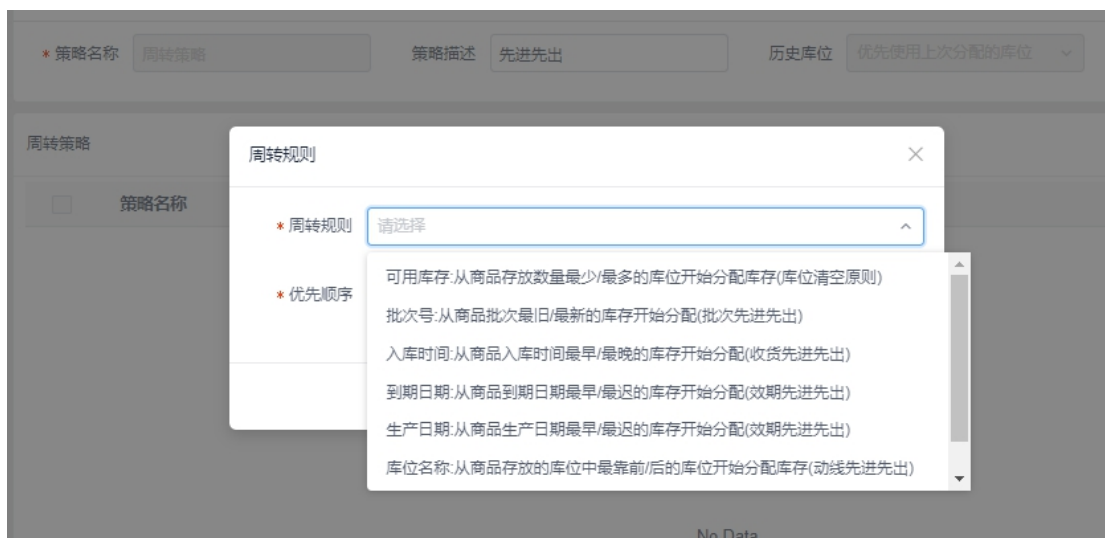 * 策略名称 周转策略 策略描述 先进先出 历史库位 优先使用上次分配的库位
周转策略
策略名称
周转规则
* 周转规则 请选择
* 优先顺序
可用库存:从商品存放数量最少/最多的库位开始分配库存(库位清空原则)
批次号:从商品批次最旧/最新的库存开始分配(批次先进先出)
入库时间:从商品入库时间最早/最晚的库存开始分配(收货先进先出)
到期日期:从商品到期日期最早/最迟的库存开始分配(效期先进先出)
生产日期:从商品生产日期最早/最迟的库存开始分配(效期先进先出)
库位名称:从商品存放的库位中最靠前/后的库位开始分配库存(动线先进先出)
No Data